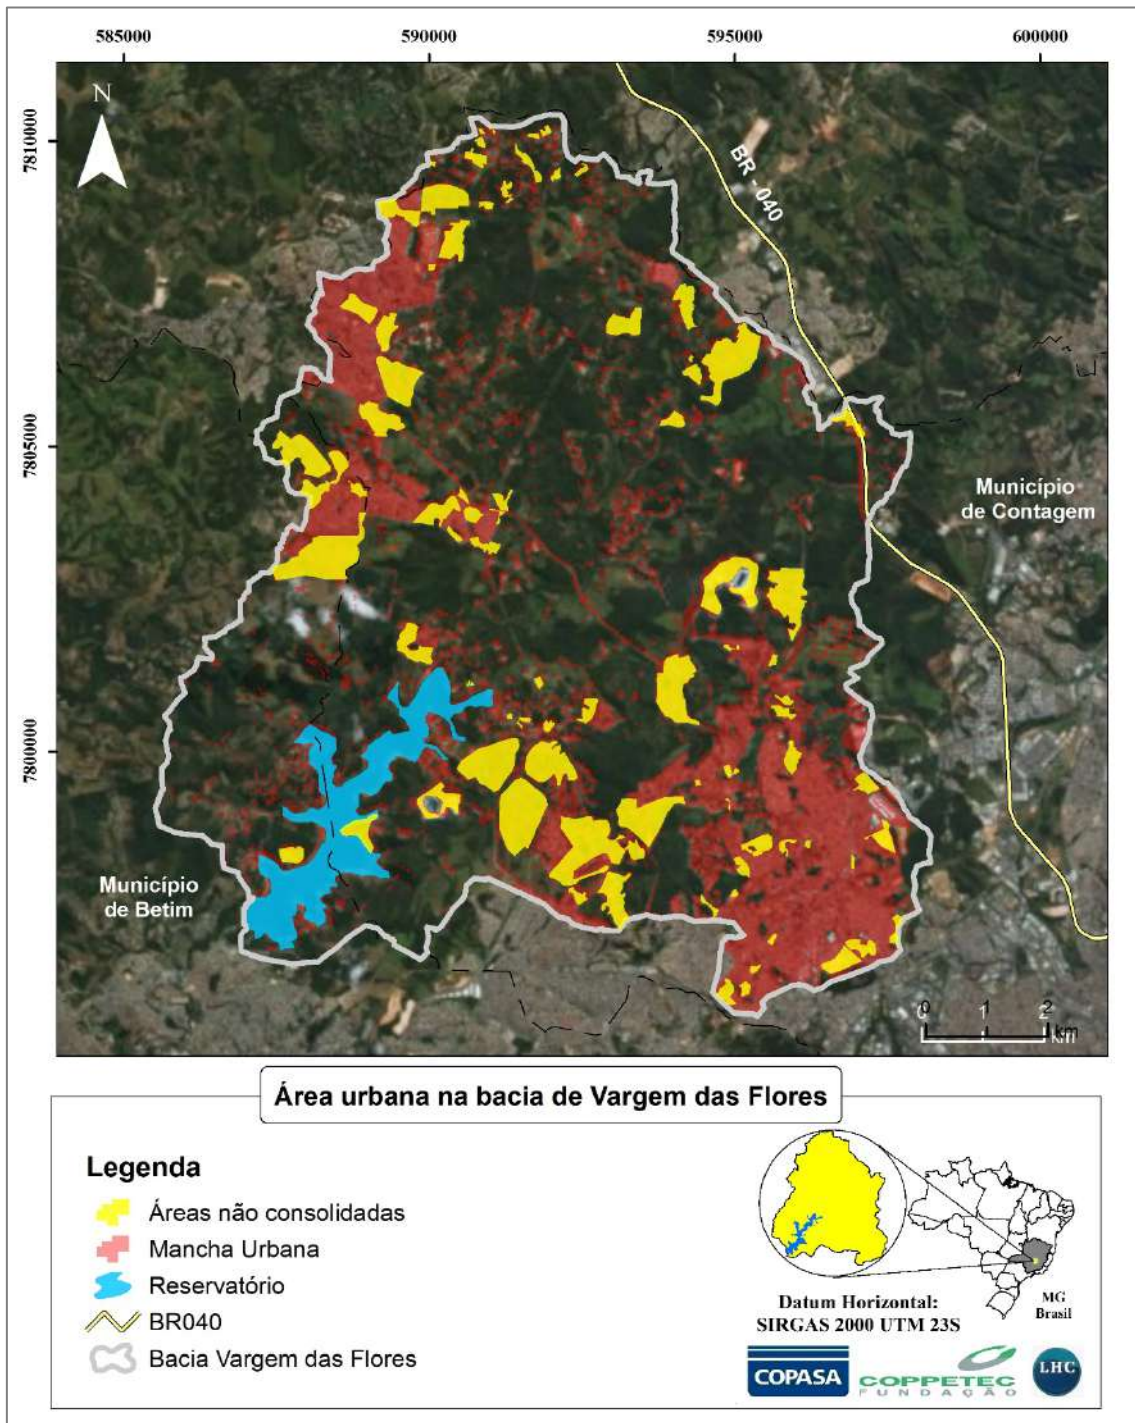 585000 590000 595000 600000
N
7810000
BR - 040
7805000
Município
de Contagem
7800000
Município
de Betim
0 1 2
km
km
Área urbana na bacia de Vargem das Flores
Legenda
Áreas não consolidadas
Mancha Urbana
Reservatório
BR040
Bacia Vargem das Flores
MG
Brasil
Datum Horizontal:
SIRGAS 2000 UTM 23S
COPASA
COPPETEC
FUNDAÇÃO
LHC